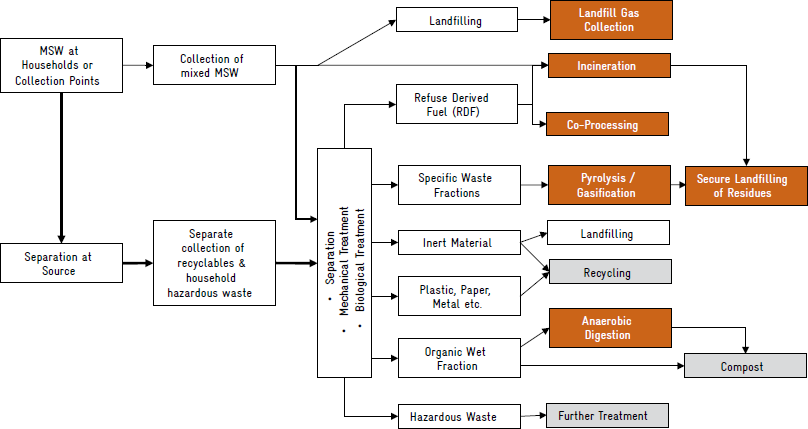 Landfilling
Landfill Gas
Collection
MSW at
Households or
Collection Points
Collection of
mixed MSW
Incineration
Refuse Derived
Fuel (RDF)
Co-Processing
Specific Waste
Fractions
Pyrolysis /
Gasification
Secure Landfilling
of Residues
Separation at
Source
Separate
collection of
recyclables &
household
hazardous waste
• Separation
• Mechanical Treatment
• Biological Treatment
Inert Material
Landfilling
Recycling
Plastic, Paper,
Metal etc.
Organic Wet
Fraction
Anaerobic
Digestion
Compost
Hazardous Waste
Further Treatment